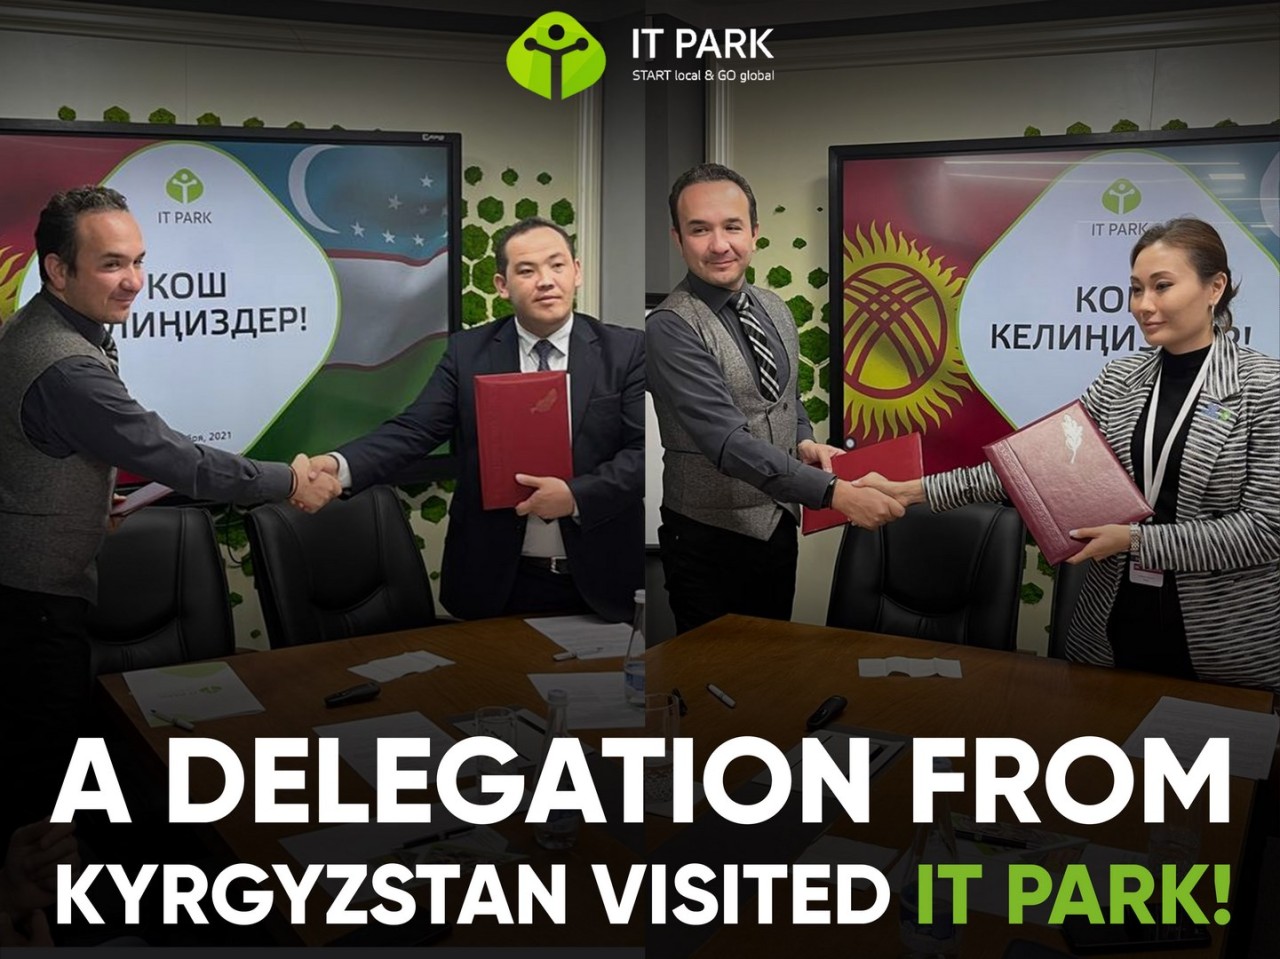 IT PARK
START local & GO global
IT PARK
КОШ
2021
IT PARK
КЕЛИҢИЗДЕР!
A DELEGATION FROM
KYRGYZSTAN VISITED IT PARK!